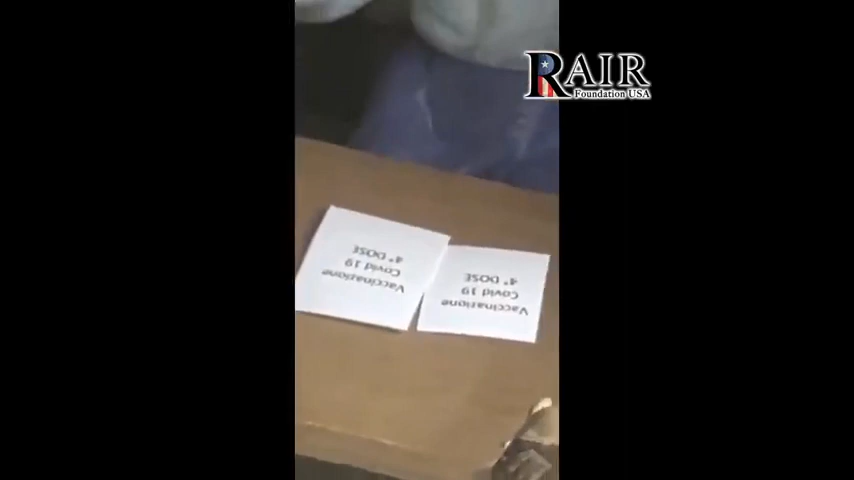 RAIR
Foundation USA
Vaccinazione
Covid 19
4° DOSE
Vaccinazione
Covid 19
4° DOSE